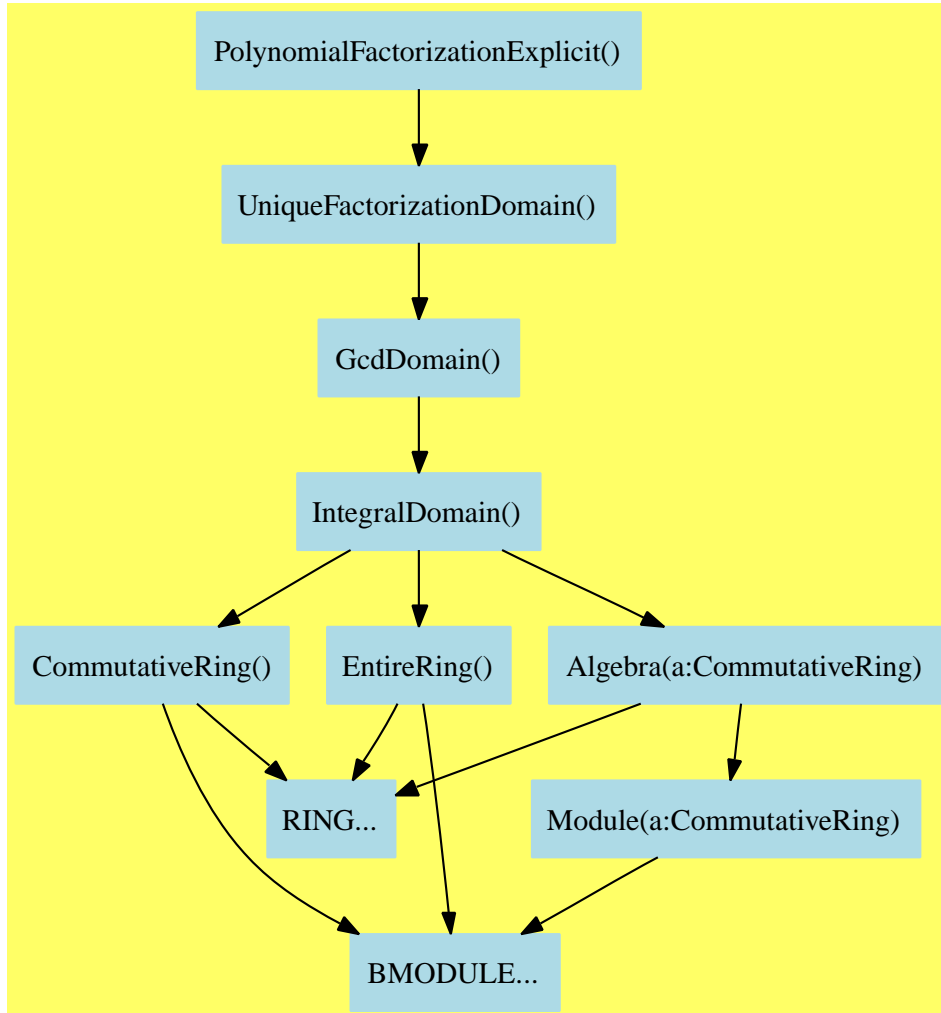 PolynomialFactorizationExplicit()
UniqueFactorizationDomain()
GcdDomain()
IntegralDomain()
CommutativeRing()
EntireRing()
Algebra(a:CommutativeRing)
RING...
Module(a:CommutativeRing)
BMODULE...